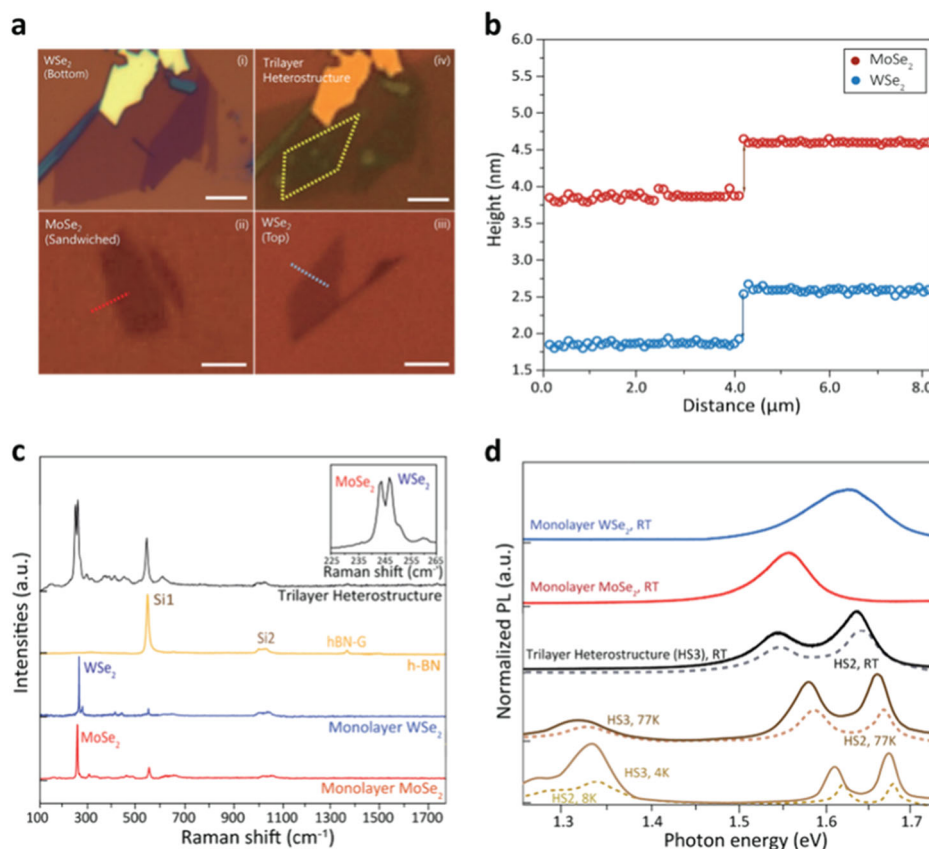 a
WSe2
(Bottom)
(i)
Trilayer
Heterostructure
(iv)
MoSe2
(Sandwiched)
(ii)
WSe2
(Top)
(iii)
b
6.0
5.5
5.0
4.5
4.0
3.5
3.0
2.5
2.0
1.5
Height (nm)
MoSe2
WSe2
0.0 2.0 4.0 6.0 8.0
Distance (μm)
c
Intensities (a.u.)
MoSe2 WSe2
225 245 265
Raman shift (cm-1)
Trilayer Heterostructure
Si1
Si2
hBN-G
h-BN
WSe2
Monolayer WSe2
MoSe2
Monolayer MoSe2
100 300 500 700 900 1100 1300 1500 1700
Raman shift (cm-1)
d
Normalized PL (a.u.)
Monolayer WSe2, RT
Monolayer MoSe2, RT
Trilayer Heterostructure (HS3), RT
HS2, RT
HS3, 77K
HS2, 77K
HS3, 4K
HS2, 8K
1.3 1.4 1.5 1.6 1.7
Photon energy (eV)